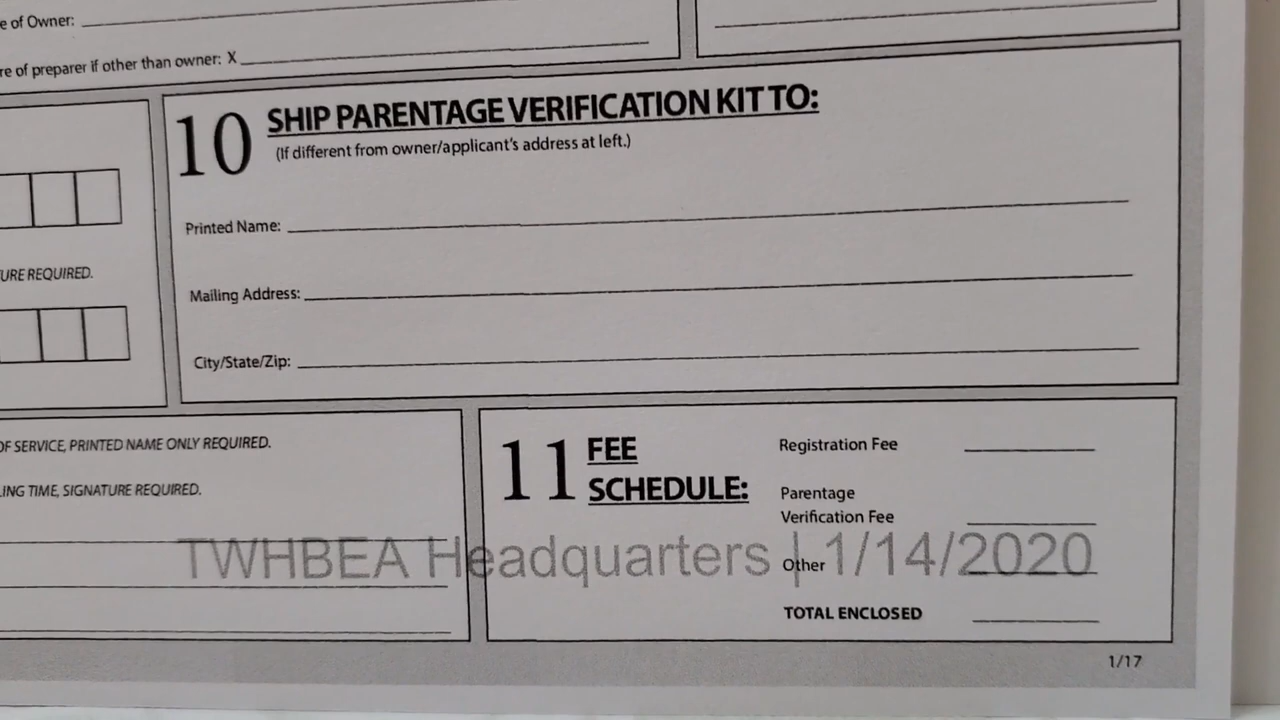 e of Owner:
re of preparer if other than owner: X
10 SHIP PARENTAGE VERIFICATION KIT TO:
(If different from owner/applicant's address at left.)
Printed Name:
URE REQUIRED.
Mailing Address:
City/State/Zip:
OF SERVICE, PRINTED NAME ONLY REQUIRED.
LING TIME, SIGNATURE REQUIRED.
11 FEE
SCHEDULE:
Registration Fee
Parentage
Verification Fee
Other
TOTAL ENCLOSED
TWHBEA Headquarters | 1/14/2020
1/17